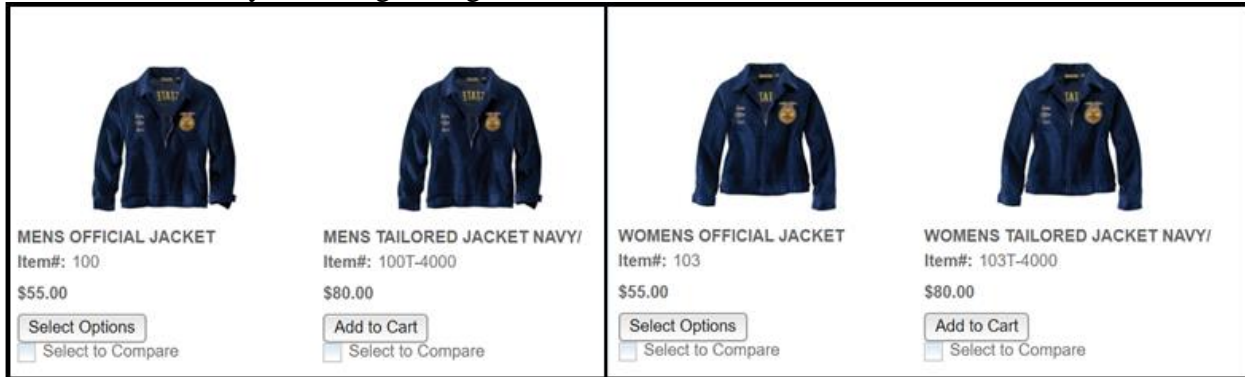 MENS OFFICIAL JACKET
Item#: 100
$55.00
Select Options
Select to Compare
MENS TAILORED JACKET NAVY/
Item#: 100T-4000
$80.00
Add to Cart
Select to Compare
WOMENS OFFICIAL JACKET
Item#: 103
$55.00
Select Options
Select to Compare
WOMENS TAILORED JACKET NAVY/
Item#: 103T-4000
$80.00
Add to Cart
Select to Compare